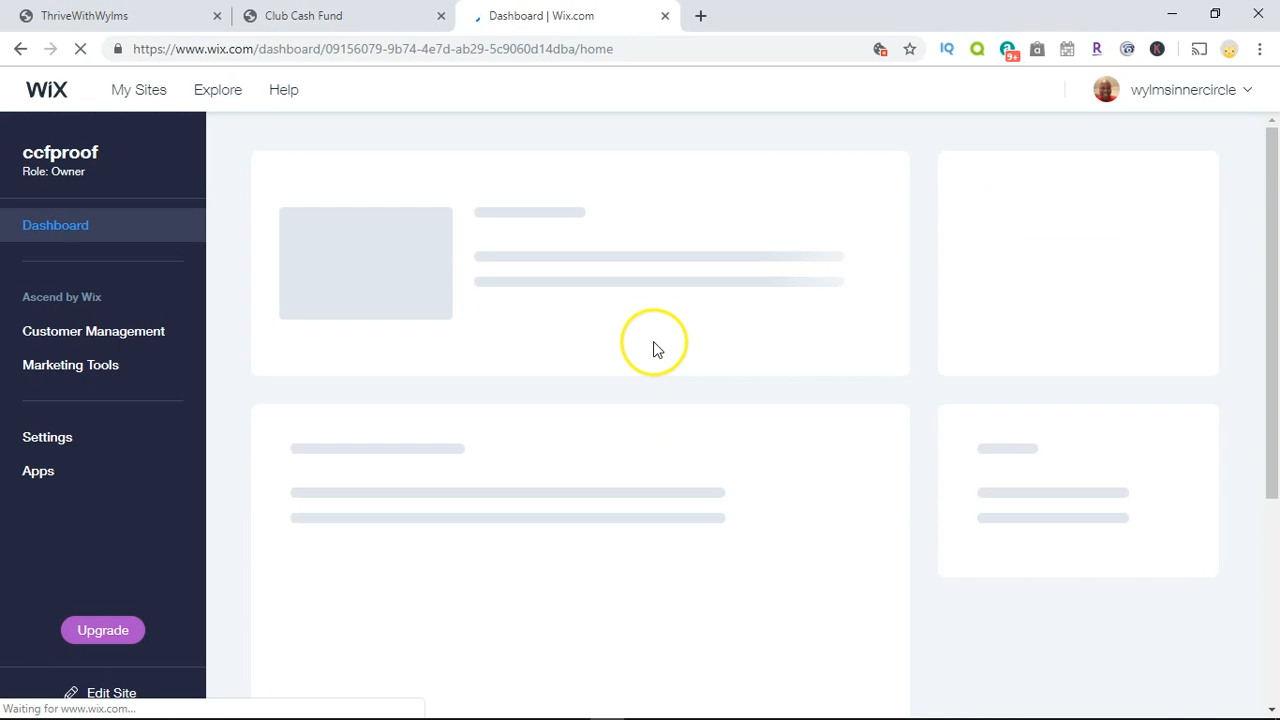 ThriveWithWylms
Club Cash Fund
Dashboard | Wix.com
https://www.wix.com/dashboard/09156079-9b74-4e7d-ab29-5c9060d14dba/home
IQ
9+
R
K
WiX
My Sites
Explore
Help
wylmsinnercircle
ccfproof
Role: Owner
Dashboard
Ascend by Wix
Customer Management
Marketing Tools
Settings
Apps
Upgrade
Edit Site
Waiting for www.wix.com...